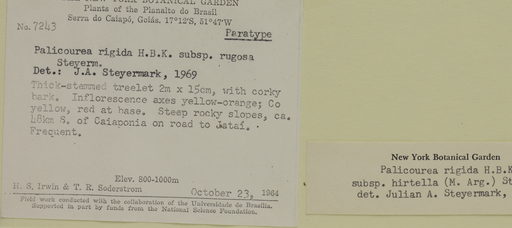 NEW YORK BOTANICAL GARDEN
Plants of the Planalto do Brasil
Serra do Caiapó, Goiás. 17°12'S, 51°47'W
No. 7243
Paratype
Palicourea rigida H.B.K. subsp. rugosa
Steyerm.
Det.: J.A. Steyermark, 1969
Thick-stemmed treelet 2m x 15cm, with corky
bark. Inflorescence axes yellow-orange; Co
yellow, red at base. Steep rocky slopes, ca.
48km S. of Caiaponia on road to Jataí.
Frequent.
Elev. 800-1000m
H. S. Irwin & T. R. Soderstrom
October 23, 1964
Field work conducted with the collaboration of the Universidade de Brasília.
Supported in part by funds from the National Science Foundation.
New York Botanical Garden
Palicourea rigida H.B.K
subsp. hirtella (M. Arg.) St
det. Julian A. Steyermark,